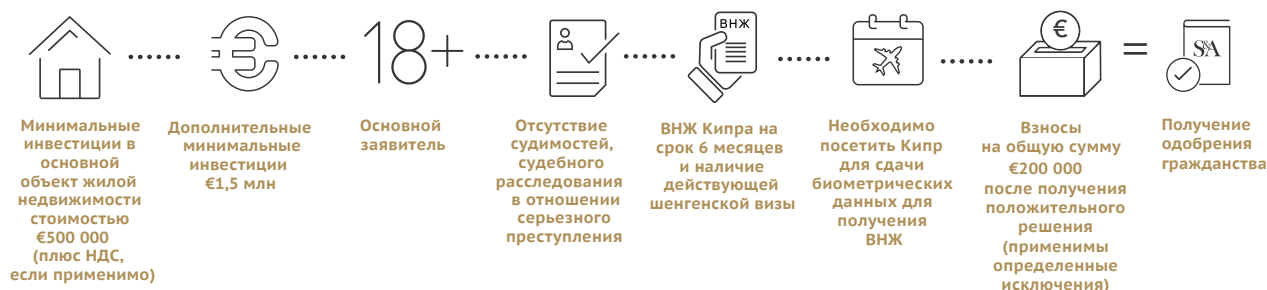 18+
ВНЖ
€
S&A
Минимальные
инвестиции в
основной
объект жилой
недвижимости
стоимостью
€500 000
(плюс НДС,
если применимо)
Дополнительные
минимальные
инвестиции
€1,5 млн
Основной
заявитель
Отсутствие
судимостей,
судебного
расследования
в отношении
серьезного
преступления
ВНЖ Кипра на
срок 6 месяцев
и наличие
действующей
шенгенской визы
Необходимо
посетить Кипр
для сдачи
биометрических
данных для
получения
ВНЖ
Взносы
на общую сумму
€200 000
после получения
положительного
решения
(применимы
определенные
исключения)
=
Получение
одобрения
гражданства